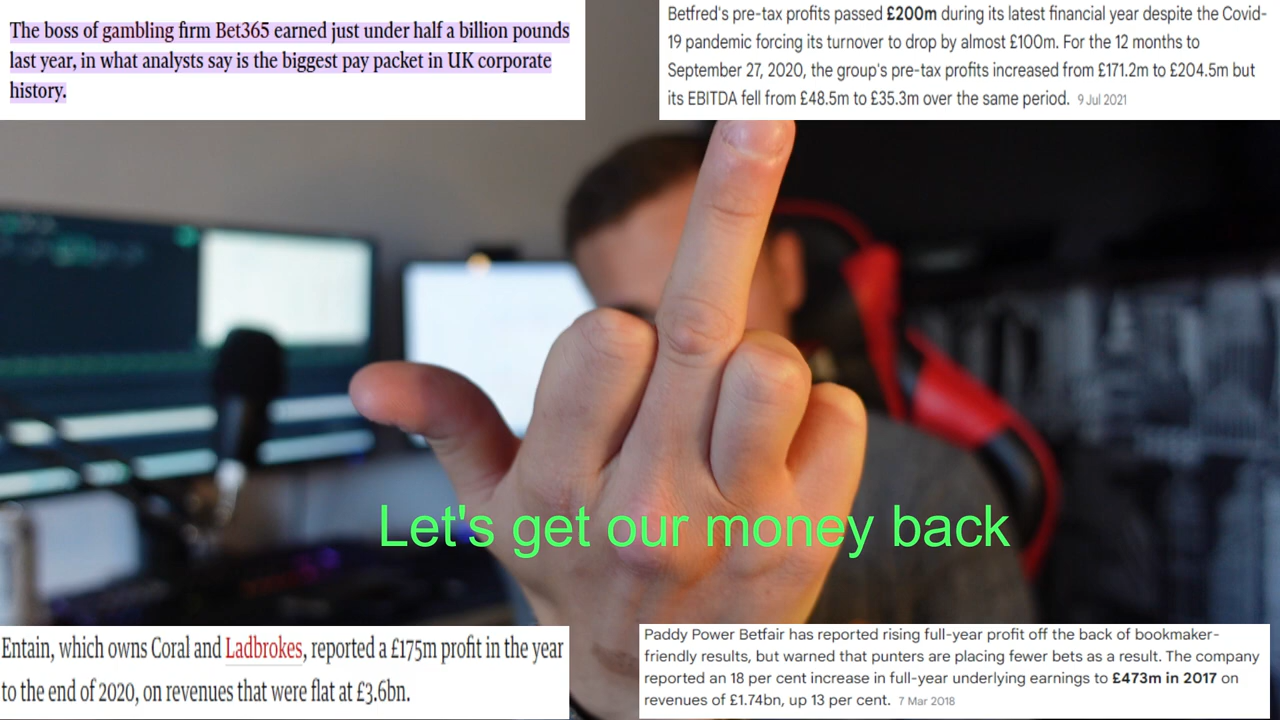 The boss of gambling firm Bet365 earned just under half a billion pounds
last year, in what analysts say is the biggest pay packet in UK corporate
history.
Betfred's pre-tax profits passed £200m during its latest financial year despite the Covid-
19 pandemic forcing its turnover to drop by almost £100m. For the 12 months to
September 27, 2020, the group's pre-tax profits increased from £171.2m to £204.5m but
its EBITDA fell from £48.5m to £35.3m over the same period. 9 Jul 2021
Let's get our money back
Entain, which owns Coral and Ladbrokes, reported a £175m profit in the year
to the end of 2020, on revenues that were flat at £3.6bn.
Paddy Power Betfair has reported rising full-year profit off the back of bookmaker-
friendly results, but warned that punters are placing fewer bets as a result. The company
reported an 18 per cent increase in full-year underlying earnings to £473m in 2017 on
revenues of £1.74bn, up 13 per cent. 7 Mar 2018